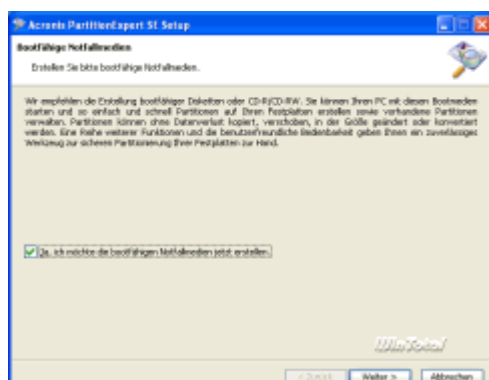 Acronis PartitionExpert SE Setup
Bootfähige Notfallmedien
Erstellen Sie bitte bootfähige Notfallmedien.
Wir empfehlen die Erstellung bootfähiger Disketten oder CD-R/CD-RW. Sie können Ihren PC mit diesen Bootmedien
starten und so einfach und schnell Partitionen auf Ihren Festplatten erstellen sowie vorhandene Partitionen
verwalten. Partitionen können ohne Datenverlust kopiert, verschoben, in der Größe geändert oder konvertiert
werden. Eine Reihe weiterer Funktionen und die benutzerfreundliche Bedienbarkeit geben Ihnen ein zuverlässiges
Werkzeug zur sicheren Partitionierung Ihrer Festplatten zur Hand.
Ja, ich möchte die bootfähigen Notfallmedien jetzt erstellen.
WinTotal
< Zurück Weiter > Abbrechen